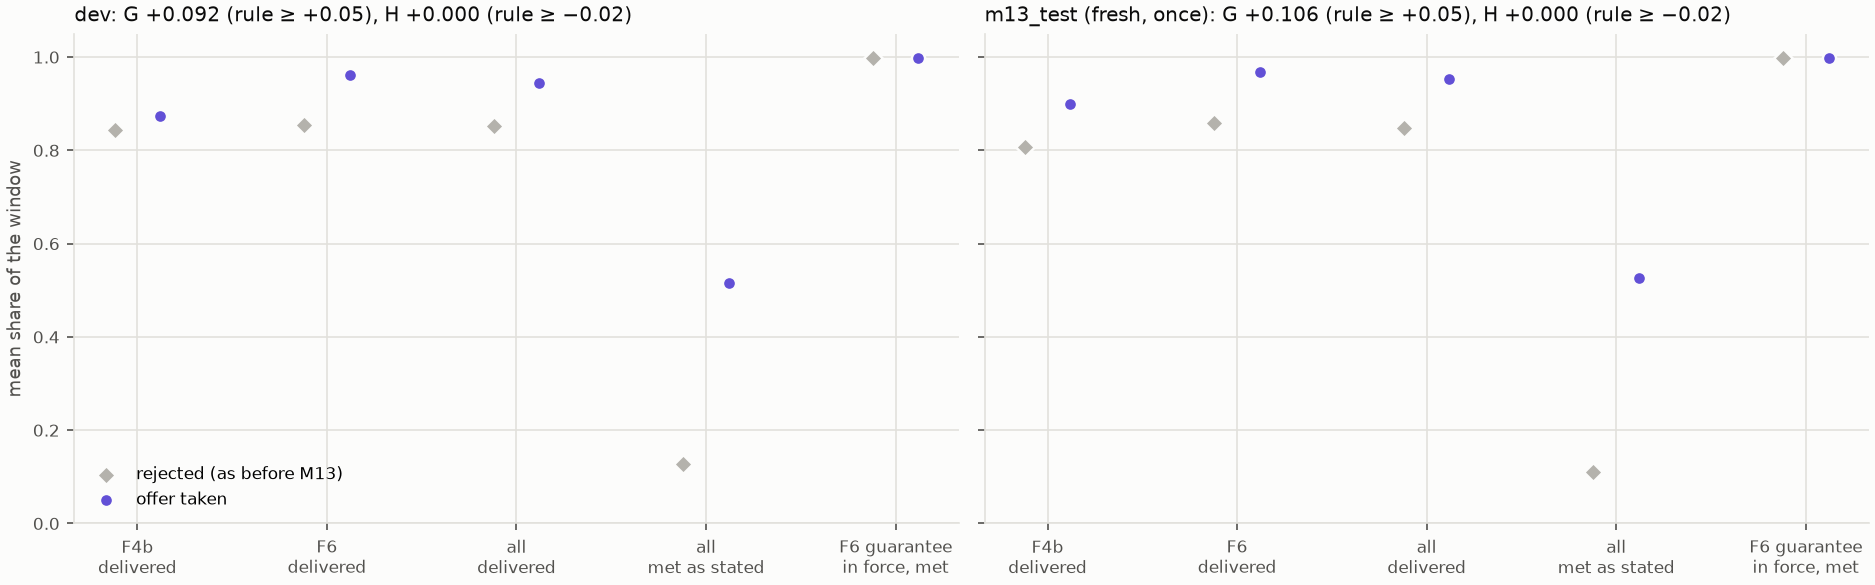 dev: G +0.092 (rule ≥ +0.05), H +0.000 (rule ≥ −0.02)
m13_test (fresh, once): G +0.106 (rule ≥ +0.05), H +0.000 (rule ≥ −0.02)
mean share of the window
1.0
0.8
0.6
0.4
0.2
0.0
rejected (as before M13)
offer taken
F4b
delivered
F6
delivered
all
delivered
all
met as stated
F6 guarantee
in force, met
F4b
delivered
F6
delivered
all
delivered
all
met as stated
F6 guarantee
in force, met